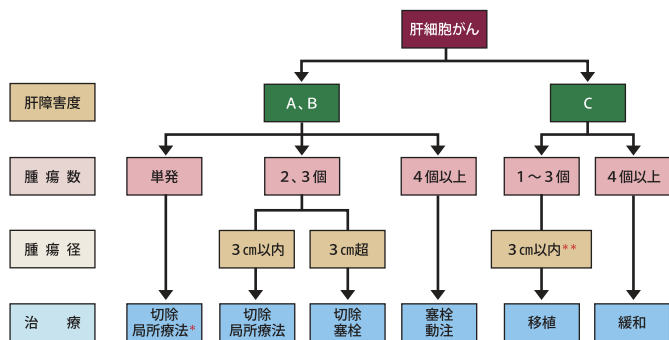 肝細胞がん
肝障害度
A、B
C
腫瘍数
単発
2、3個
4個以上
1〜3個
4個以上
腫瘍径
3㎝以内
3㎝超
3㎝以内**
治療
切除
局所療法*
切除
局所療法
切除
塞栓
塞栓
動注
移植
緩和